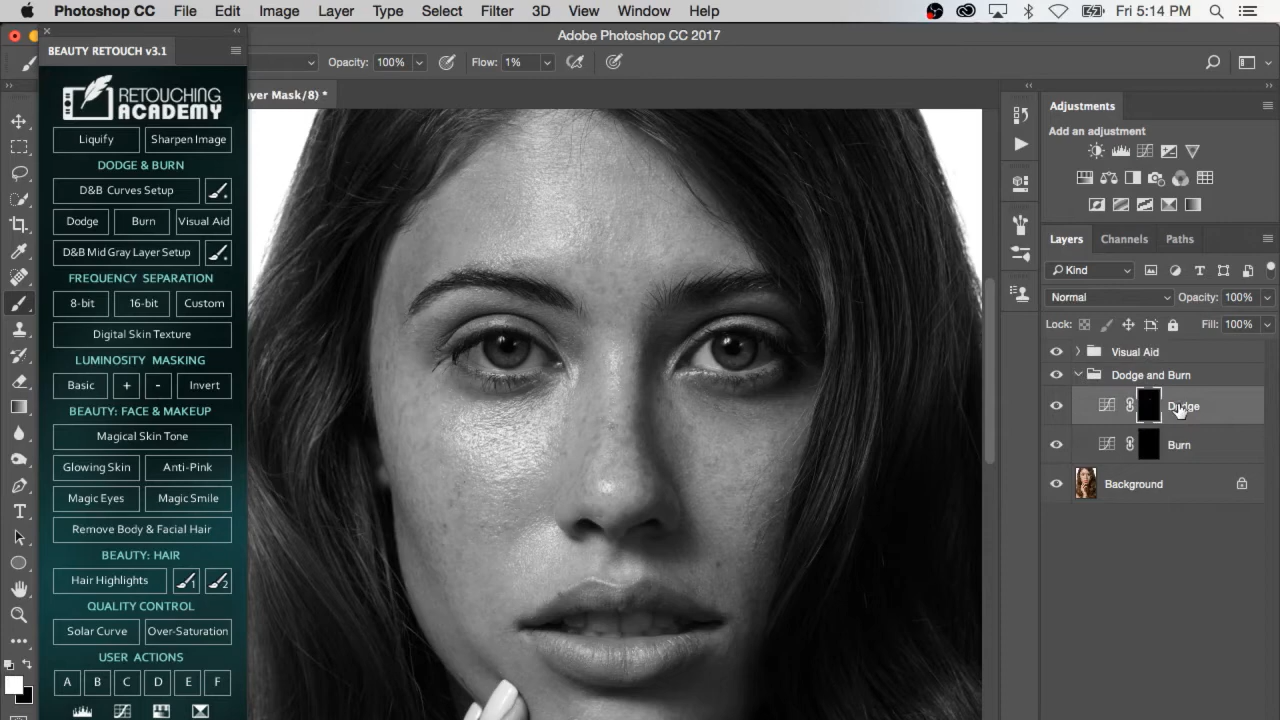 Photoshop CC File Edit Image Layer Type Select Filter 3D View Window Help Fri 5:14 PM
Adobe Photoshop CC 2017
BEAUTY RETOUCH v3.1
Opacity: 100% Flow: 1%
ayer Mask/8) *
RETOUCHING
ACADEMY
Liquify Sharpen Image
DODGE & BURN
D&B Curves Setup
Dodge Burn Visual Aid
D&B Mid Gray Layer Setup
FREQUENCY SEPARATION
8-bit 16-bit Custom
Digital Skin Texture
LUMINOSITY MASKING
Basic + - Invert
BEAUTY: FACE & MAKEUP
Magical Skin Tone
Glowing Skin Anti-Pink
Magic Eyes Magic Smile
Remove Body & Facial Hair
BEAUTY: HAIR
Hair Highlights 1 2
QUALITY CONTROL
Solar Curve Over-Saturation
USER ACTIONS
A B C D E F
Adjustments
Add an adjustment
Layers Channels Paths
Kind
Normal Opacity: 100%
Lock: Fill: 100%
Visual Aid
Dodge and Burn
Dodge
Burn
Background